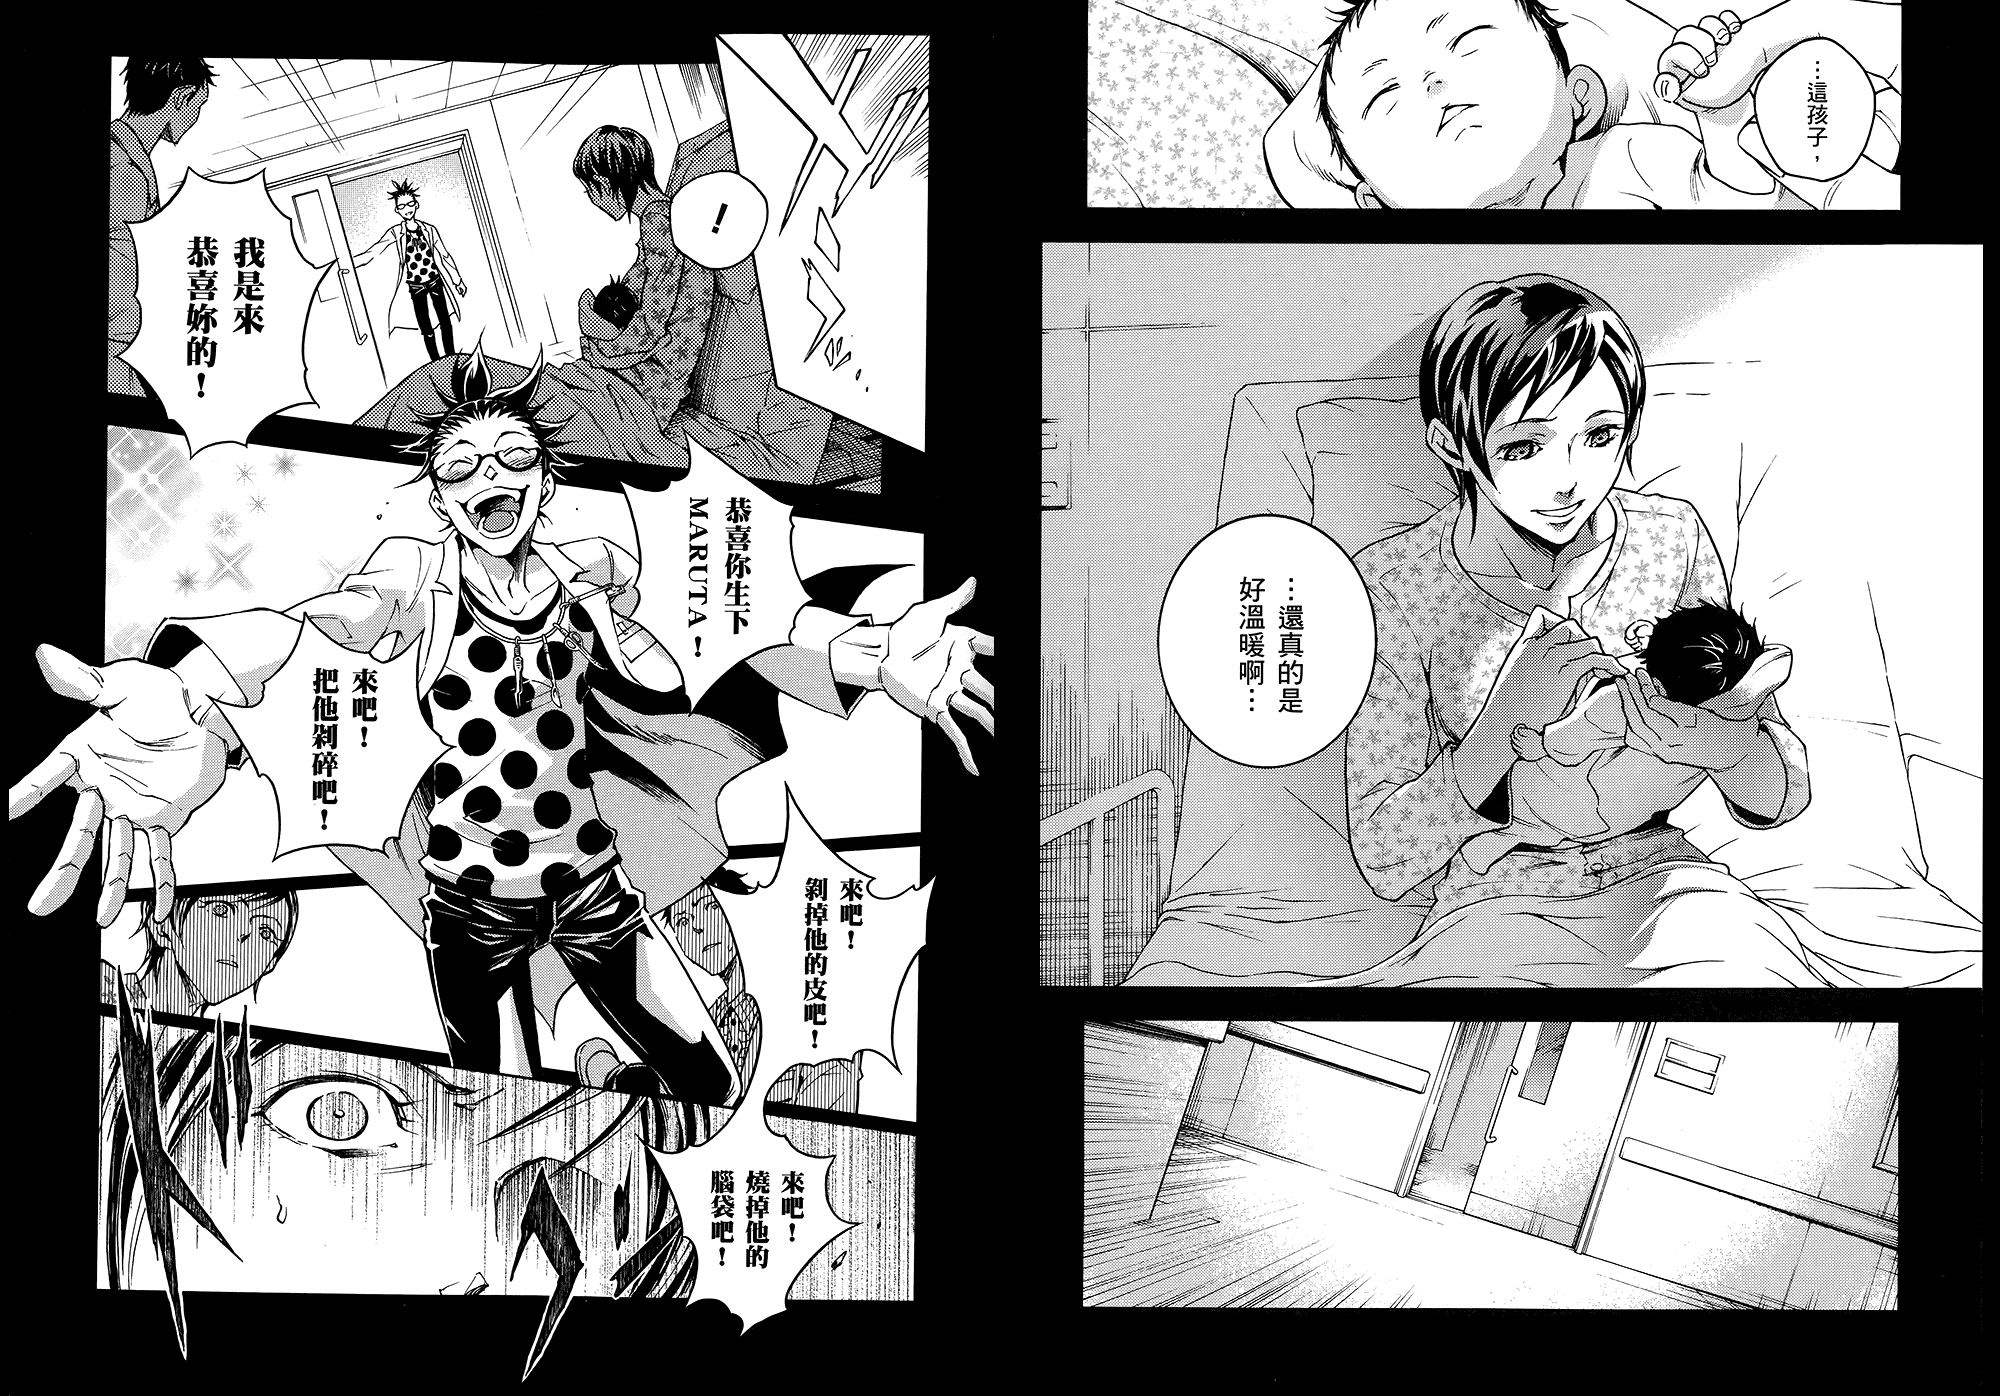 …這孩子，
…還真的是
好溫暖啊…
！
我是來
恭喜妳的！
恭喜你生下
MARUTA！
來吧！
把他剁碎吧！
來吧！
剝掉他的皮吧！
來吧！
燒掉他的
腦袋吧！